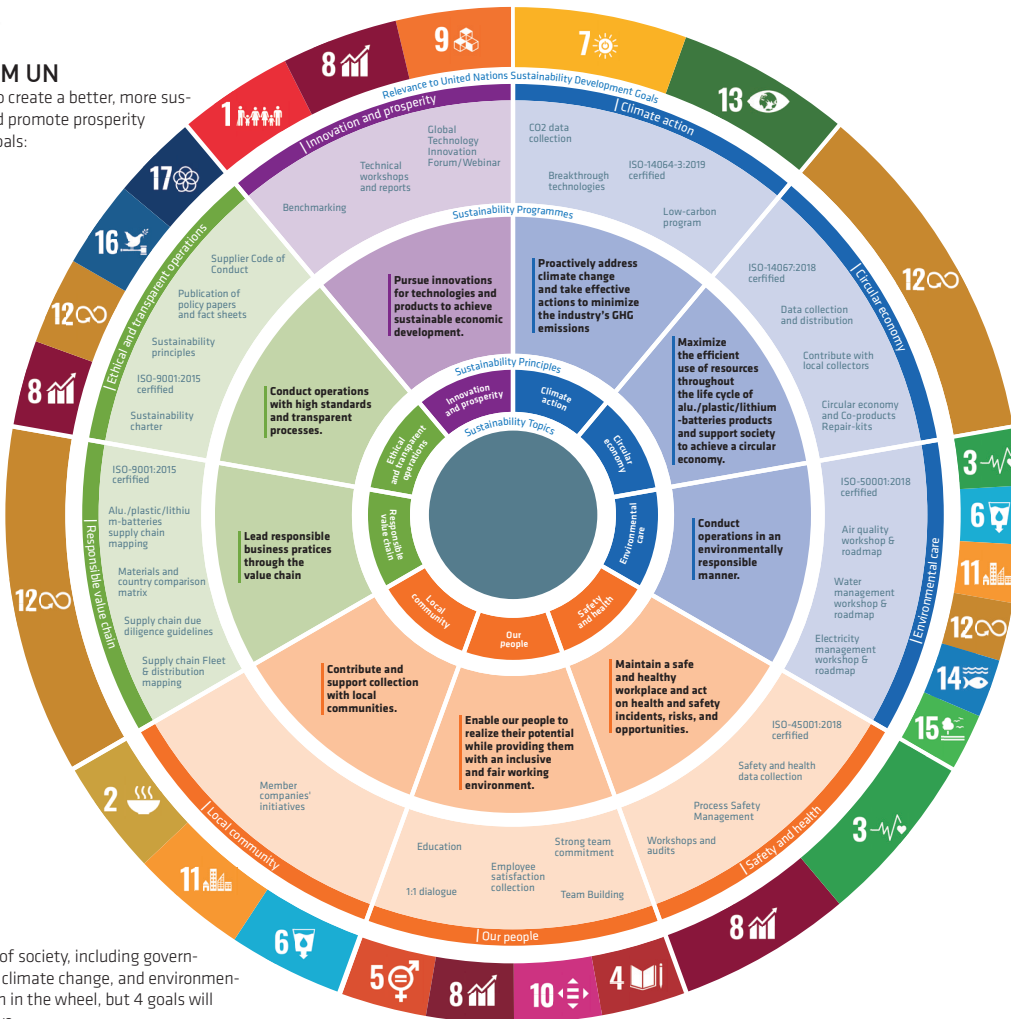 M UN
o create a better, more sus-
d promote prosperity
oals:
Relevance to United Nations Sustainability Development Goals
7
13
12
3
6
11
12
14
15
3
8
4
10
8
5
6
11
2
12
8
12
16
17
1
8
9
| Innovation and prosperity
Global
Technology
Innovation
Forum/Webinar
Technical
workshops
and reports
Benchmarking
| Climate action
CO2 data
collection
ISO-14064-3:2019
cerfified
Breakthrough
technologies
Low-carbon
program
| Circular economy
ISO-14067:2018
cerfified
Data collection
and distribution
Contribute with
local collectors
Circular economy
and Co-products
Repair-kits
| Environmental care
ISO-50001:2018
cerfified
Air quality
workshop &
roadmap
Water
management
workshop &
roadmap
Electricity
management
workshop &
roadmap
| Safety and health
ISO-45001:2018
cerfified
Safety and health
data collection
Process Safety
Management
Workshops and
audits
| Our people
Education
Strong team
commitment
Employee
satisfaction
collection
1:1 dialogue
Team Building
| Local community
Member
companies'
initiatives
| Responsible value chain
ISO-9001:2015
cerfified
Alu./plastic/lithiu
m-batteries
supply chain
mapping
Materials and
country comparison
matrix
Supply chain due
diligence guidelines
Supply chain Fleet
& distribution
mapping
| Ethical and transparent operations
Supplier Code of
Conduct
Publication of
policy papers
and fact sheets
Sustainability
principles
ISO-9001:2015
cerfified
Sustainability
charter
Sustainability Programmes
Pursue innovations
for technologies and
products to achieve
sustainable economic
development.
Proactively address
climate change
and take effective
actions to minimize
the industry's GHG
emissions
Maximize
the efficient
use of resources
throughout
the life cycle of
alu./plastic/lithium
-batteries products
and support society
to achieve a circular
economy.
Conduct
operations in an
environmentally
responsible
manner.
Maintain a safe
and healthy
workplace and act
on health and safety
incidents, risks, and
opportunities.
Enable our people to
realize their potential
while providing them
with an inclusive
and fair working
environment.
Contribute and
support collection
with local
communities.
Lead responsible
business pratices
through the
value chain
Conduct operations
with high standards
and transparent
processes.
Sustainability Principles
Innovation
and prosperity
Climate
action
Circular
economy
Environmental
care
Safety
and health
Our
people
Local
community
Responsible
value chain
Ethical
and transparent
operations
Sustainability Topics
of society, including govern-
climate change, and environmen-
n in the wheel, but 4 goals will